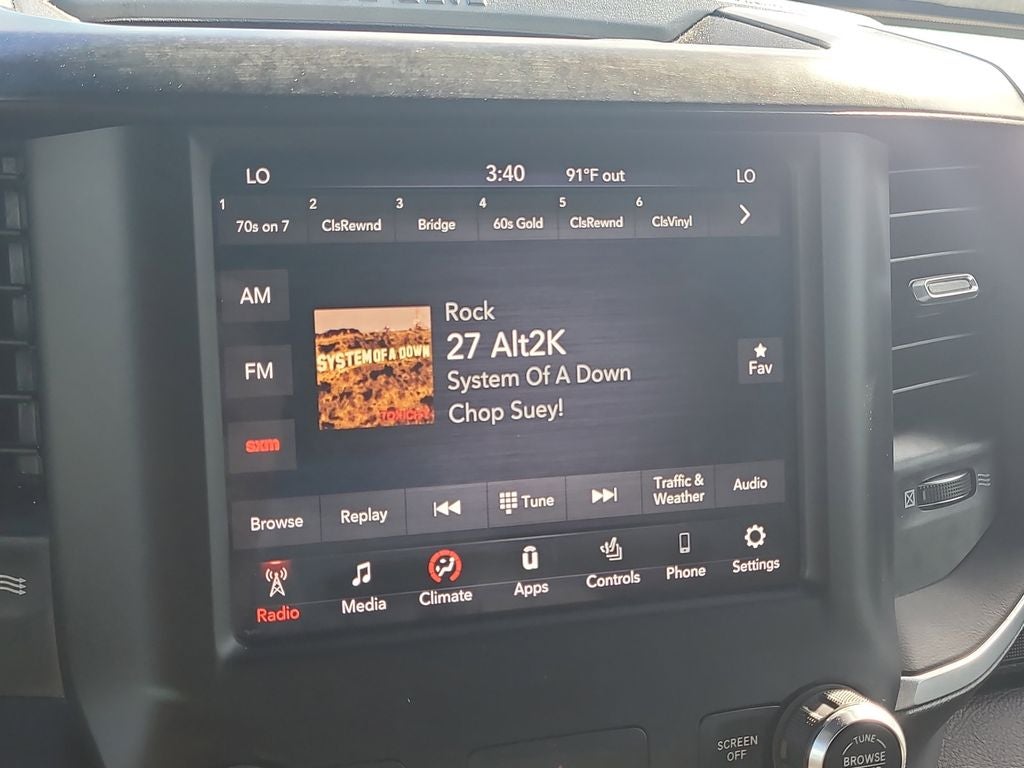 LO 3:40 91°F out LO
1 70s on 7 2 ClsRewnd 3 Bridge 4 60s Gold 5 ClsRewnd 6 ClsVinyl
AM
FM
sxm
SYSTEM OF A DOWN
TOXICITY
Rock
27 Alt2K
System Of A Down
Chop Suey!
Fav
Browse Replay Tune Traffic & Weather Audio
Radio Media Climate Apps Controls Phone Settings
SCREEN
OFF
TUNE
BROWSE